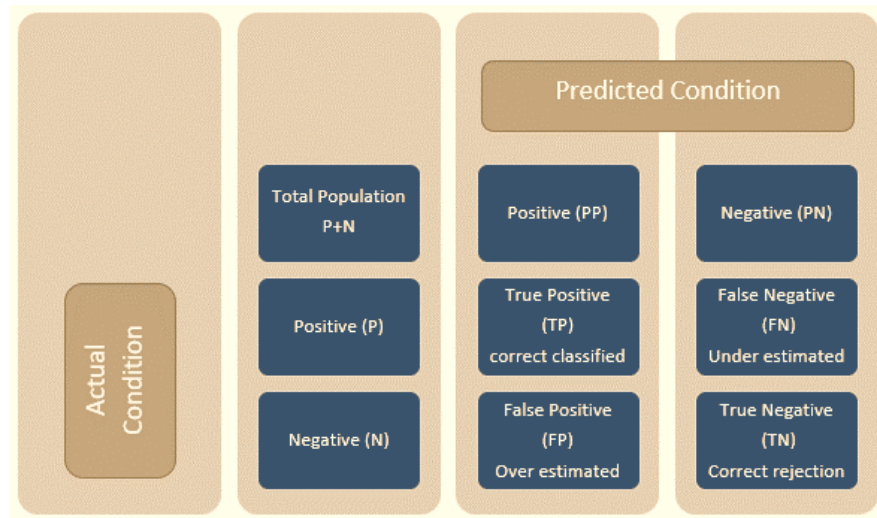 Predicted Condition
Total Population
P+N
Positive (PP)
Negative (PN)
Actual
Condition
Positive (P)
True Positive
(TP)
correct classified
False Negative
(FN)
Under estimated
Negative (N)
False Positive
(FP)
Over estimated
True Negative
(TN)
Correct rejection